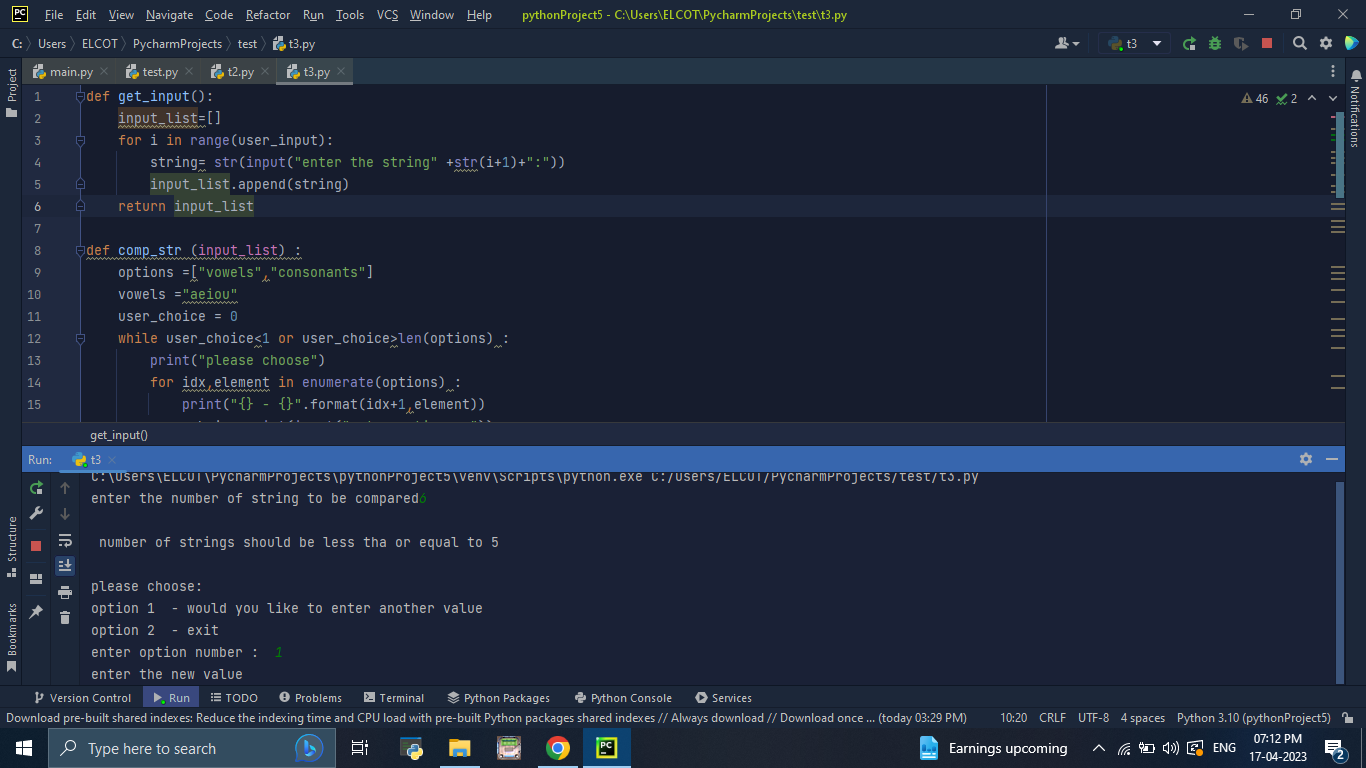 File Edit View Navigate Code Refactor Run Tools VCS Window Help pythonProject5 - C:\Users\ELCOT\PycharmProjects\test\t3.py
C: Users ELCOT PycharmProjects test t3.py t3
main.py test.py t2.py t3.py
Project
Notifications
46 2
1 def get_input():
2 input_list=[]
3 for i in range(user_input):
4 string= str(input("enter the string" +str(i+1)+":"))
5 input_list.append(string)
6 return input_list
7
8 def comp_str (input_list) :
9 options =["vowels","consonants"]
10 vowels ="aeiou"
11 user_choice = 0
12 while user_choice<1 or user_choice>len(options) :
13 print("please choose")
14 for idx,element in enumerate(options) :
15 print("{} - {}".format(idx+1,element))
get_input()
Run: t3
C:\Users\ELCOT\PycharmProjects\pythonProject5\venv\Scripts\python.exe C:/Users/ELCOT/PycharmProjects/test/t3.py
enter the number of string to be compared6
number of strings should be less tha or equal to 5
please choose:
option 1 - would you like to enter another value
option 2 - exit
enter option number : 1
enter the new value
Structure
Bookmarks
Version Control Run TODO Problems Terminal Python Packages Python Console Services
Download pre-built shared indexes: Reduce the indexing time and CPU load with pre-built Python packages shared indexes // Always download // Download once ... (today 03:29 PM) 10:20 CRLF UTF-8 4 spaces Python 3.10 (pythonProject5)
Type here to search Earnings upcoming ENG 07:12 PM
17-04-2023 2